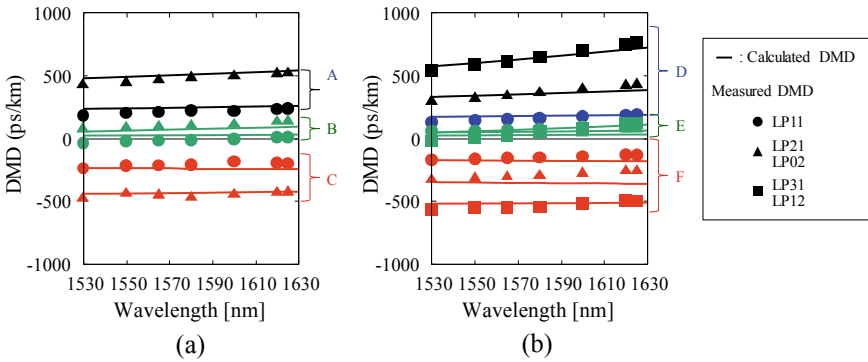 1000
500
0
-500
-1000
DMD (ps/km)
1530 1550 1570 1590 1610 1630
Wavelength [nm]
A
B
C
(a)
1000
500
0
-500
-1000
DMD (ps/km)
1530 1550 1570 1590 1610 1630
Wavelength [nm]
D
E
F
(b)
: Calculated DMD
Measured DMD
LP11
LP21
LP02
LP31
LP12